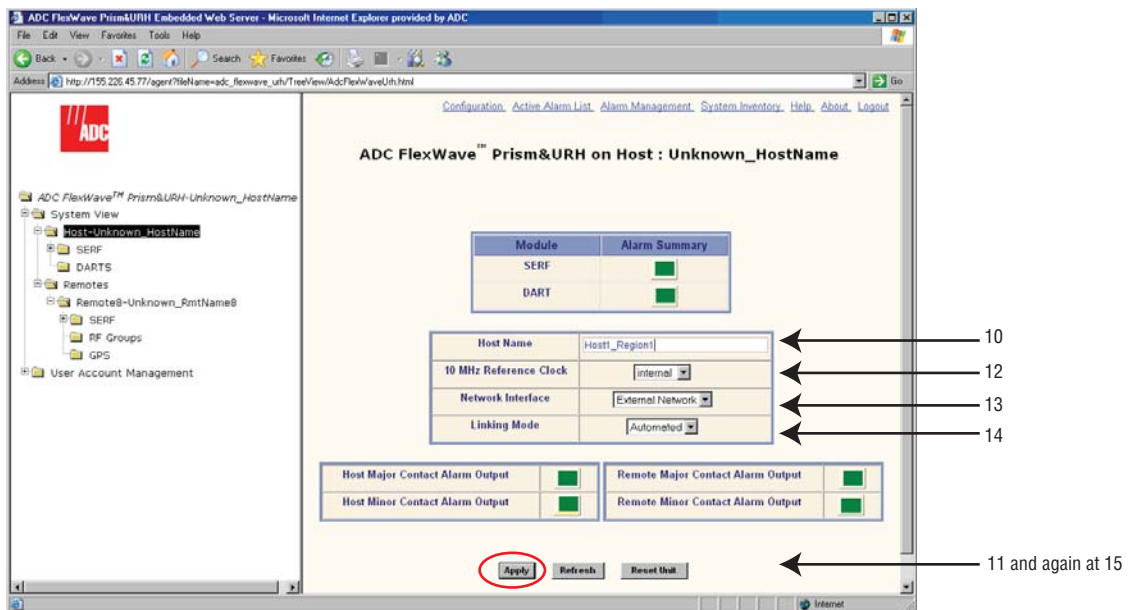 ADC FlexWave Prism&URH Embedded Web Server - Microsoft Internet Explorer provided by ADC
File Edit View Favorites Tools Help
Back Search Favorites
Address http://155.226.45.77/agent?fileName=adc_flexwave_urh/TreeView/AdcFlexWaveUrh.html Go
ADC
Configuration Active Alarm List Alarm Management System Inventory Help About Logout
ADC FlexWave™ Prism&URH on Host : Unknown_HostName
ADC FlexWave™ Prism&URH-Unknown_HostName
System View
Host-Unknown_HostName
SERF
DARTS
Remotes
Remote8-Unknown_RmtName8
SERF
RF Groups
GPS
User Account Management
Module Alarm Summary
SERF
DART
Host Name Host1_Region1 10
10 MHz Reference Clock internal 12
Network Interface External Network 13
Linking Mode Automated 14
Host Major Contact Alarm Output Remote Major Contact Alarm Output
Host Minor Contact Alarm Output Remote Minor Contact Alarm Output
Apply Refresh Reset Unit 11 and again at 15
Internet